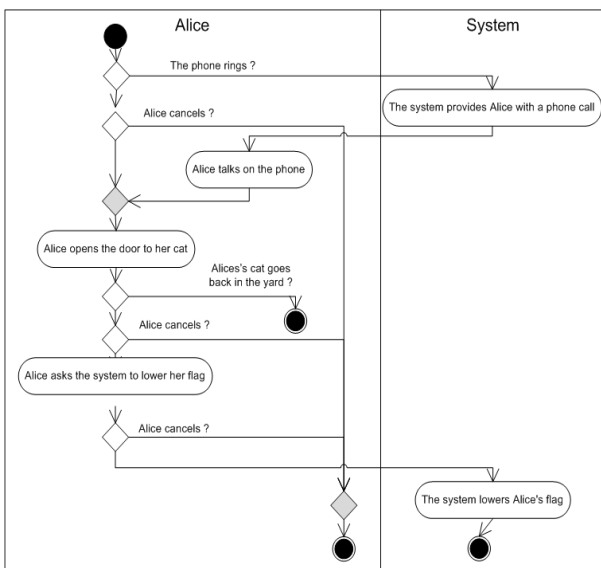 Alice
System
The phone rings ?
The system provides Alice with a phone call
Alice cancels ?
Alice talks on the phone
Alice opens the door to her cat
Alices's cat goes
back in the yard ?
Alice cancels ?
Alice asks the system to lower her flag
Alice cancels ?
The system lowers Alice's flag